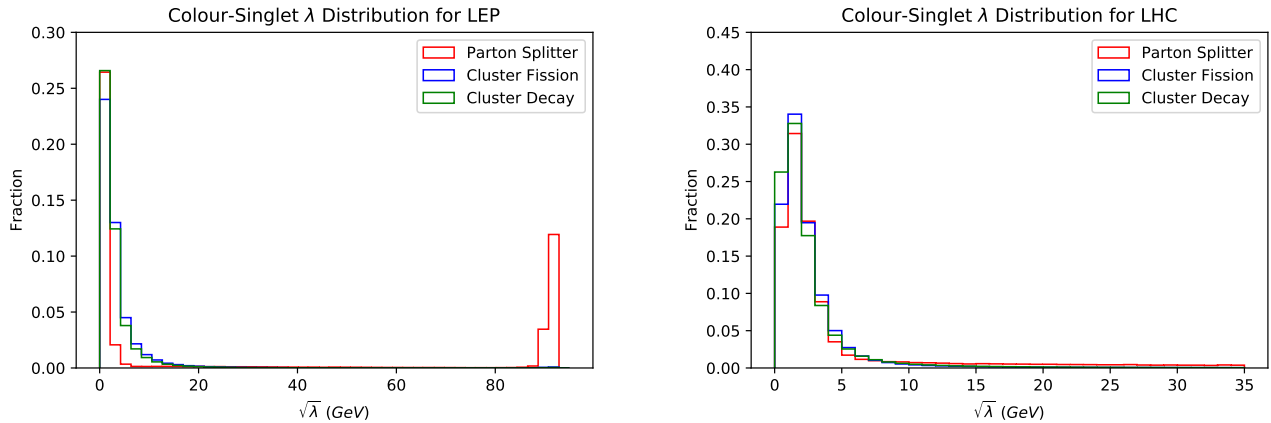 Colour-Singlet λ Distribution for LEP
0.30
0.25
0.20
0.15
0.10
0.05
0.00
Fraction
0
20
40
60
80
√λ (GeV)
Parton Splitter
Cluster Fission
Cluster Decay
Colour-Singlet λ Distribution for LHC
0.45
0.40
0.35
0.30
0.25
0.20
0.15
0.10
0.05
0.00
Fraction
0
5
10
15
20
25
30
35
√λ (GeV)
Parton Splitter
Cluster Fission
Cluster Decay